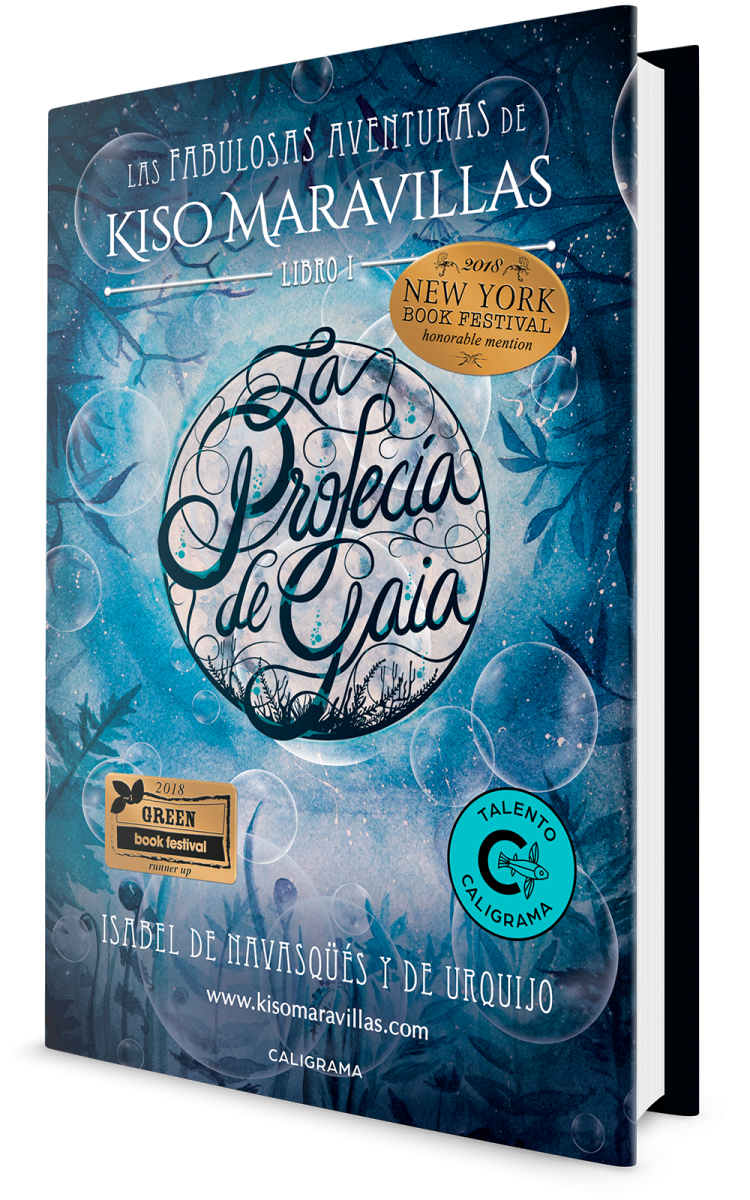 LAS FABULOSAS AVENTURAS DE
KISO MARAVILLAS
LIBRO I
2018
NEW YORK
BOOK FESTIVAL
honorable mention
La
Profecía
de Gaia
2018
GREEN
book festival
runner up
TALENTO
C
CALIGRAMA
ISABEL DE NAVASQÜÉS Y DE URQUIJO
www.kisomaravillas.com
CALIGRAMA